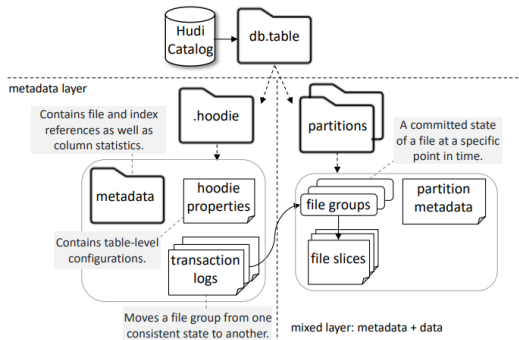 Hudi
Catalog
db.table
metadata layer
Contains file and index
references as well as
column statistics.
.hoodie
partitions
A committed state
of a file at a specific
point in time.
metadata
hoodie
properties
file groups
partition
metadata
Contains table-level
configurations.
transaction
logs
file slices
Moves a file group from one
consistent state to another.
mixed layer: metadata + data